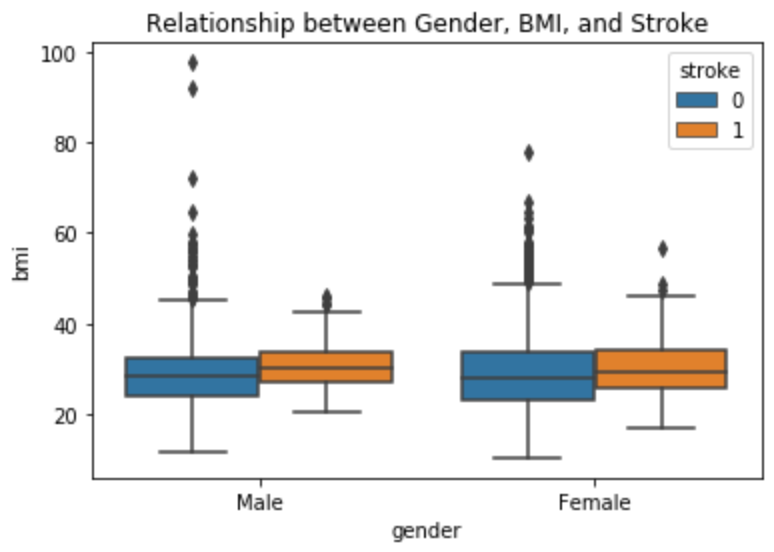 Relationship between Gender, BMI, and Stroke
stroke
0
1
100
80
60
40
20
bmi
Male
Female
gender